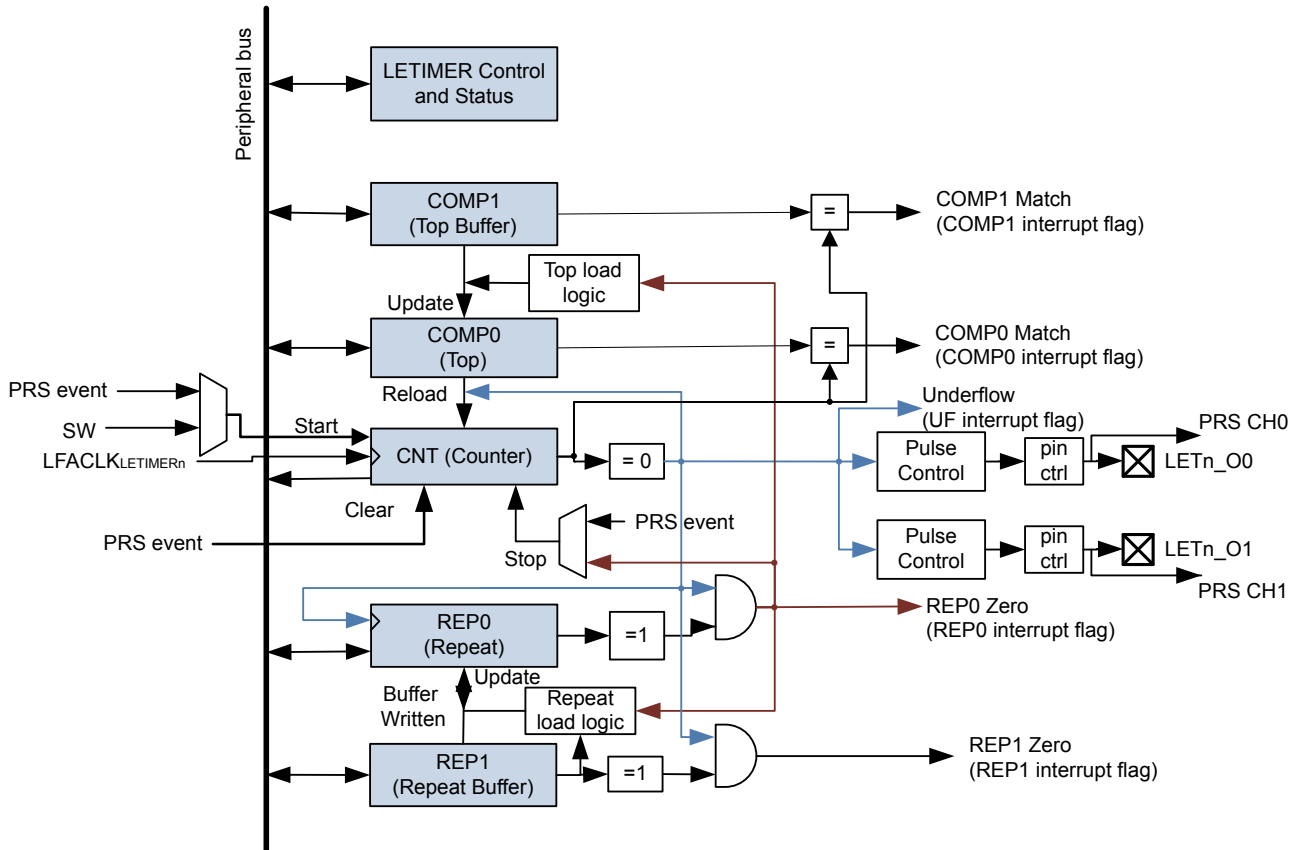 Peripheral bus
LETIMER Control
and Status
COMP1
(Top Buffer)
=
COMP1 Match
(COMP1 interrupt flag)
Top load
logic
Update
COMP0
(Top)
=
COMP0 Match
(COMP0 interrupt flag)
PRS event
SW
Start
LFACLKLETIMERn
Reload
CNT (Counter)
= 0
Underflow
(UF interrupt flag)
Pulse
Control
pin
ctrl
PRS CH0
LETn_O0
Clear
PRS event
PRS event
Stop
Pulse
Control
pin
ctrl
LETn_O1
PRS CH1
REP0
(Repeat)
=1
REP0 Zero
(REP0 interrupt flag)
Update
Buffer
Written
Repeat
load logic
REP1
(Repeat Buffer)
=1
REP1 Zero
(REP1 interrupt flag)